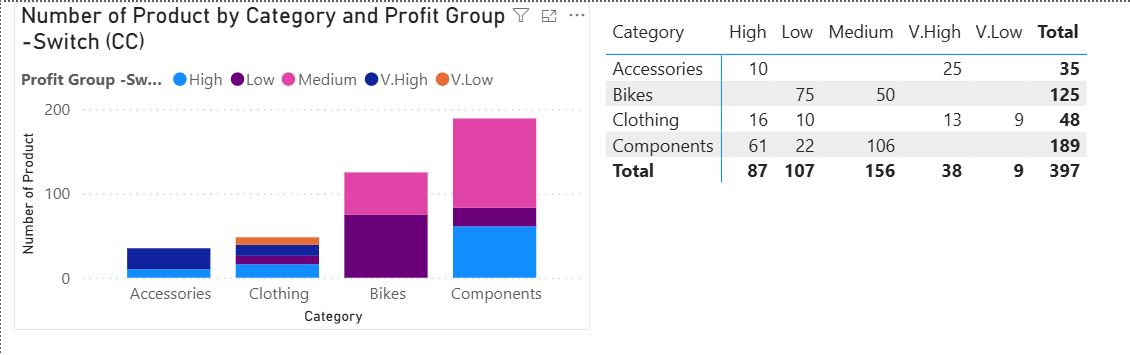 Number of Product by Category and Profit Group
-Switch (CC)
Profit Group -Sw... High Low Medium V.High V.Low
200
100
0
Number of Product
Accessories Clothing Bikes Components
Category
Category High Low Medium V.High V.Low Total
Accessories 10 25 35
Bikes 75 50 125
Clothing 16 10 13 9 48
Components 61 22 106 189
Total 87 107 156 38 9 397